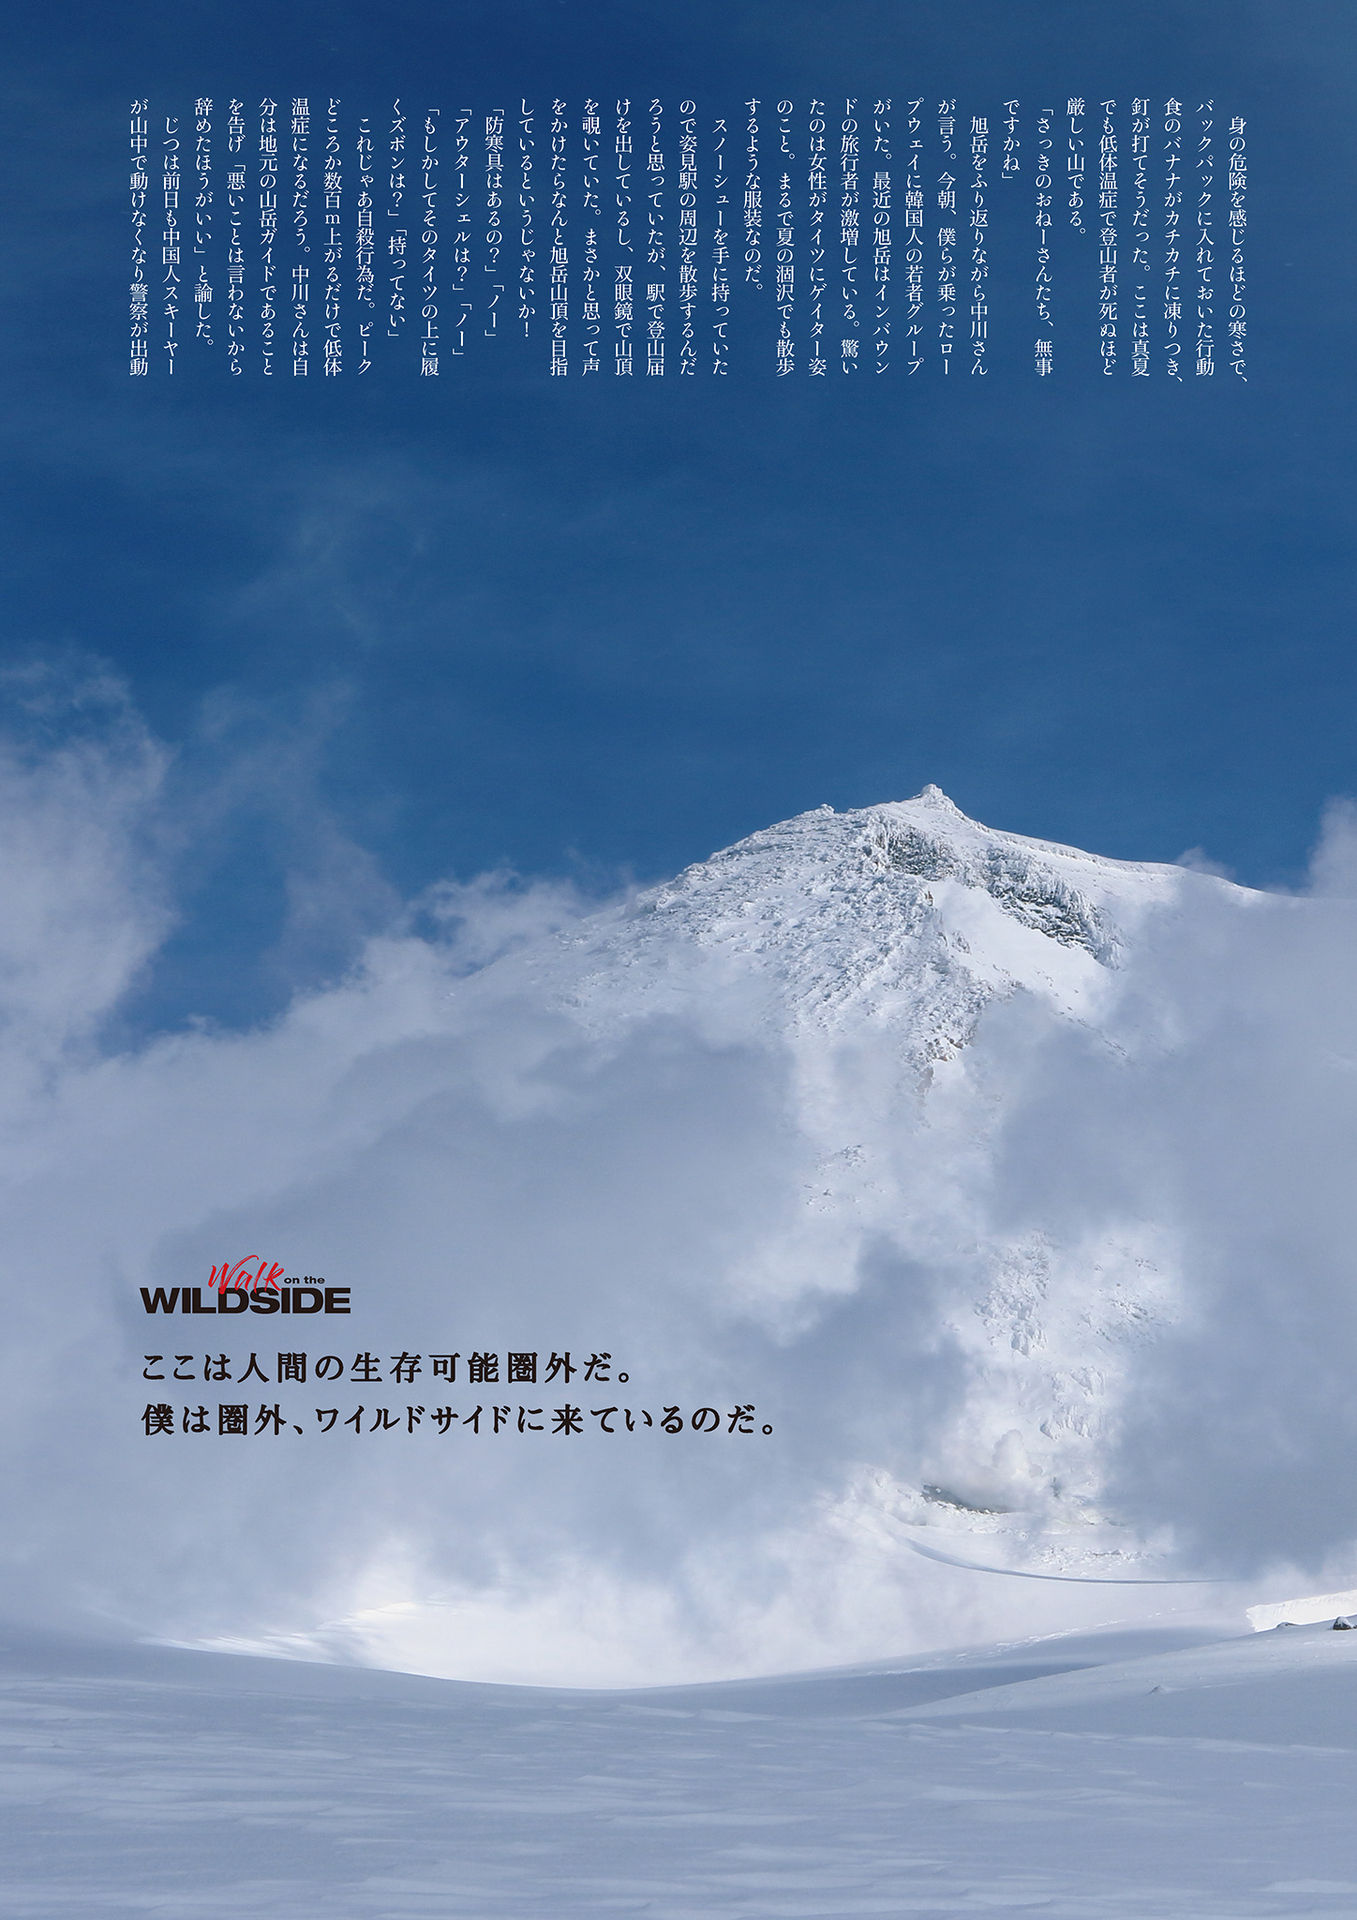 身の危険を感じるほどの寒さで、
バックパックに入れておいた行動
食のバナナがカチカチに凍りつき、
釘が打てそうだった。ここは真夏
でも低体温症で登山者が死ぬほど
厳しい山である。
「さっきのおねーさんたち、無事
ですかね」
旭岳をふり返りながら中川さん
が言う。今朝、僕らが乗ったロー
プウェイに韓国人の若者グループ
がいた。最近の旭岳はインバウン
ドの旅行者が激増している。驚い
たのは女性がタイツにゲイター姿
のこと。まるで夏の涸沢でも散歩
するような服装なのだ。
スノーシューを手に持っていた
ので姿見駅の周辺を散歩するんだ
ろうと思っていたが、駅で登山届
けを出しているし、双眼鏡で山頂
を覗いていた。まさかと思って声
をかけたらなんと旭岳山頂を目指
しているというじゃないか!
「防寒具はあるの?」「ノー」
「アウターシェルは?」「ノー」
「もしかしてそのタイツの上に履
くズボンは?」「持ってない」
これじゃあ自殺行為だ。ピーク
どころか数百m上がるだけで低体
温症になるだろう。中川さんは自
分は地元の山岳ガイドであること
を告げ「悪いことは言わないから
辞めたほうがいい」と諭した。
じつは前日も中国人スキーヤー
が山中で動けなくなり警察が出動
Walk on the
WILDSIDE
ここは人間の生存可能圏外だ。
僕は圏外、ワイルドサイドに来ているのだ。